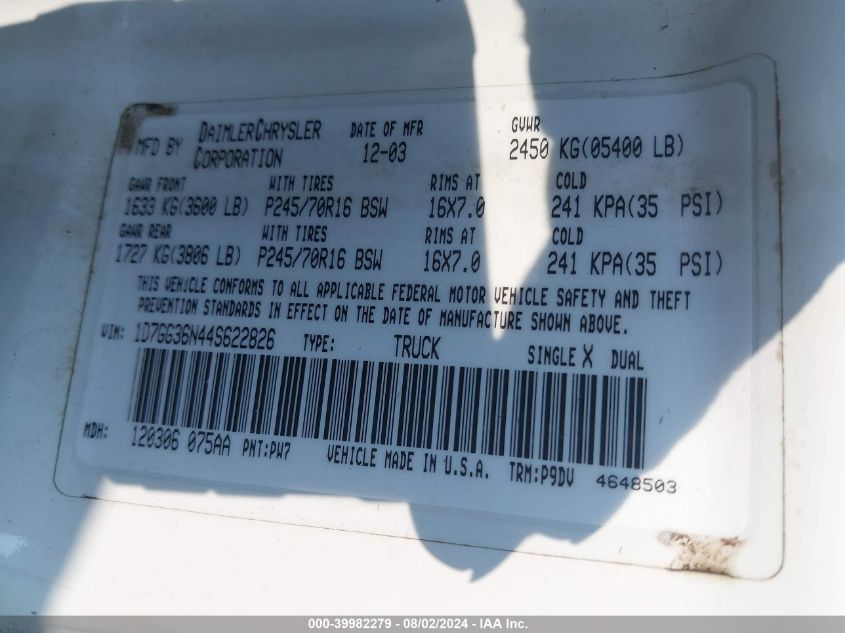 MFD BY DAIMLERCHRYSLER CORPORATION DATE OF MFR 12-03 GVWR 2450 KG(05400 LB)
GAWR FRONT WITH TIRES RIMS AT COLD
1633 KG(3600 LB) P245/70R16 BSW 16X7.0 241 KPA(35 PSI)
GAWR REAR WITH TIRES RIMS AT COLD
1727 KG(3806 LB) P245/70R16 BSW 16X7.0 241 KPA(35 PSI)
THIS VEHICLE CONFORMS TO ALL APPLICABLE FEDERAL MOTOR VEHICLE SAFETY AND THEFT
PREVENTION STANDARDS IN EFFECT ON THE DATE OF MANUFACTURE SHOWN ABOVE.
VIN: 1D7GG36N44S622826 TYPE: TRUCK SINGLE X DUAL
MDH: 120306 075AA PNT:PW7 VEHICLE MADE IN U.S.A. TRM:P9DV 4648503
000-39982279 - 08/02/2024 - IAA Inc.